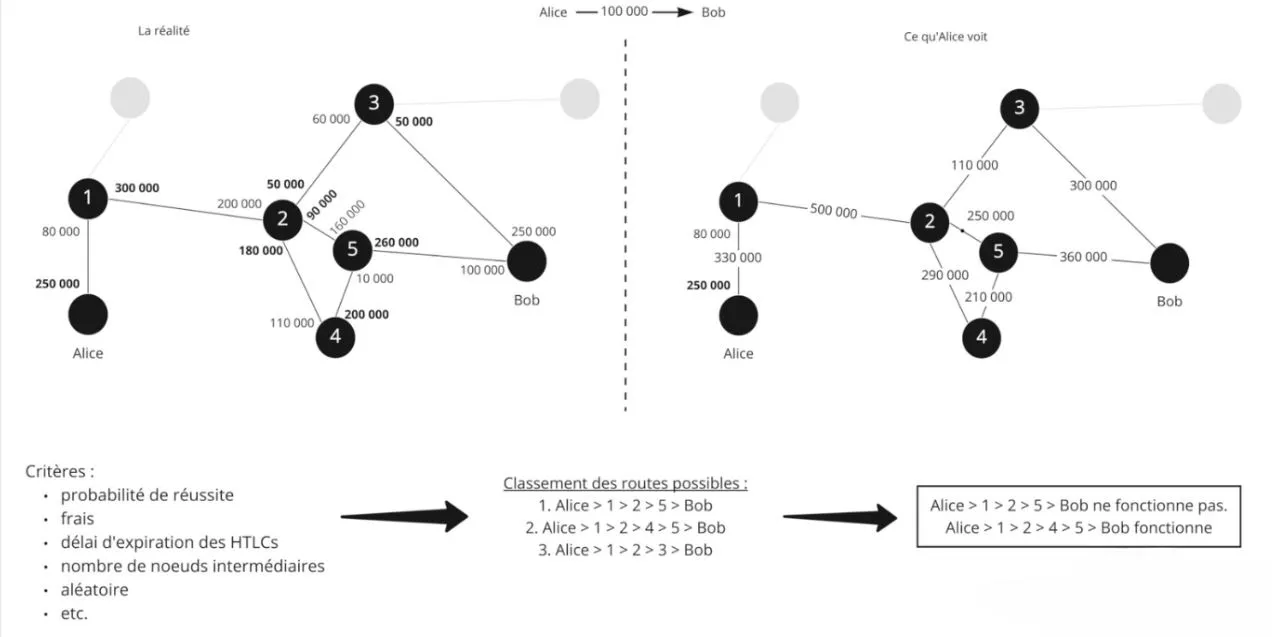 Alice 100 000 Bob
La réalité
Ce qu'Alice voit
3
60 000
50 000
1
300 000
50 000
200 000
2
90 000
160 000
80 000
180 000
5
260 000
250 000
100 000
10 000
Bob
250 000
110 000
4
200 000
Alice
3
110 000
300 000
1
500 000
2
250 000
80 000
330 000
5
360 000
290 000
250 000
210 000
Bob
4
Alice
Critères :
• probabilité de réussite
• frais
• délai d'expiration des HTLCs
• nombre de noeuds intermédiaires
• aléatoire
• etc.
Classement des routes possibles :
1. Alice > 1 > 2 > 5 > Bob
2. Alice > 1 > 2 > 4 > 5 > Bob
3. Alice > 1 > 2 > 3 > Bob
Alice > 1 > 2 > 5 > Bob ne fonctionne pas.
Alice > 1 > 2 > 4 > 5 > Bob fonctionne